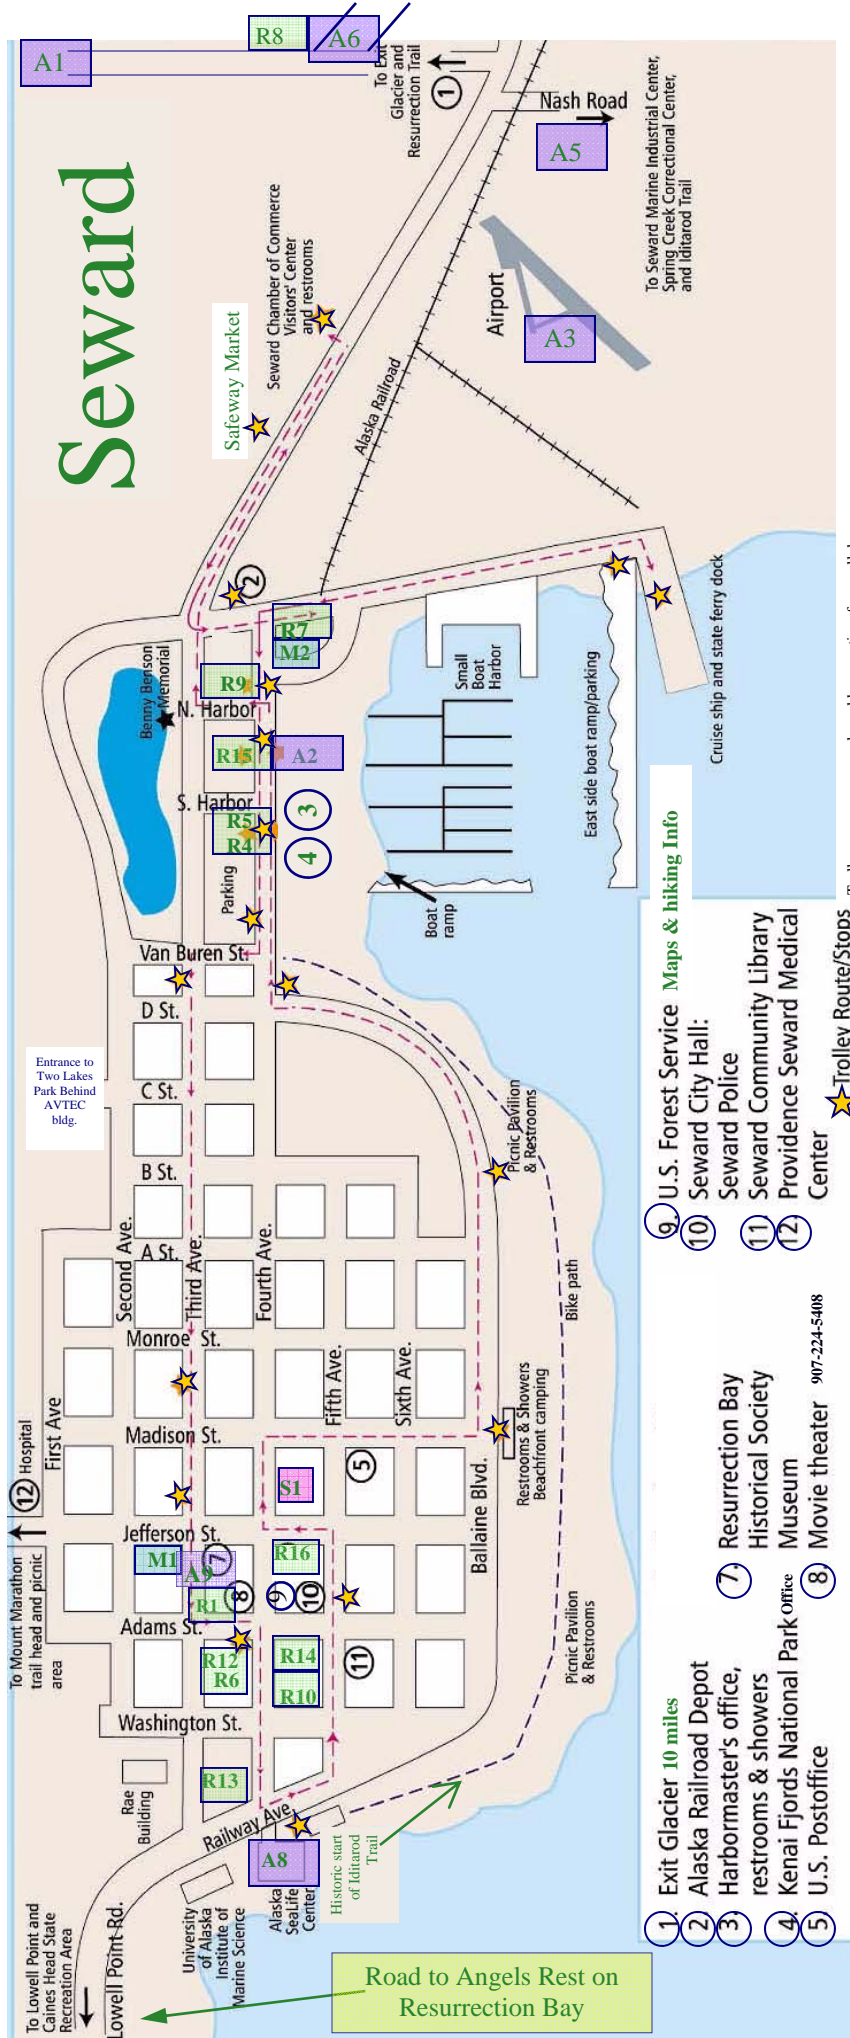 A1
R8
A6
To Exit
Glacier and
Resurrection Trail
1
Nash Road
A5
To Seward Marine Industrial Center,
Spring Creek Correctional Center,
and Iditarod Trail
Seward
Seward Chamber of Commerce
Visitors' Center
and restrooms
Safeway Market
Airport
A3
Alaska Railroad
2
R7
M2
R9
Benny Benson
Memorial
N. Harbor
R15
A2
S. Harbor
R5
R4
3
4
Parking
Small
Boat
Harbor
East side boat ramp/parking
Cruise ship and state ferry dock
Boat
ramp
Van Buren St.
D St.
C St.
B St.
A St.
Entrance to
Two Lakes
Park Behind
AVTEC
bldg.
Picnic Pavilion
& Restrooms
Second Ave.
Third Ave.
Fourth Ave.
Monroe St.
Bike path
First Ave
Fifth Ave.
Sixth Ave.
Madison St.
12 Hospital
Restrooms & Showers
Beachfront camping
Ballaine Blvd.
S1
5
Jefferson St.
To Mount Marathon
trail head and picnic
area
M1
A9
7
R16
R1
8
9
10
Adams St.
R12
R6
R14
R10
11
Picnic Pavilion
& Restrooms
Washington St.
R13
Rae
Building
Railway Ave.
A8
Historic start
of Iditarod
Trail
Alaska
SeaLife
Center
University
of Alaska
Institute of
Marine Science
To Lowell Point and
Caines Head State
Recreation Area
Lowell Point Rd.
Road to Angels Rest on
Resurrection Bay
1. Exit Glacier 10 miles
2. Alaska Railroad Depot
3. Harbormaster's office,
restrooms & showers
4. Kenai Fjords National Park Office
5. U.S. Postoffice
7. Resurrection Bay
Historical Society
Museum
8. Movie theater 907-224-5408
9. U.S. Forest Service Maps & hiking Info
10. Seward City Hall:
Seward Police
11. Seward Community Library
12. Providence Seward Medical
Center
Trolley Route/Stops